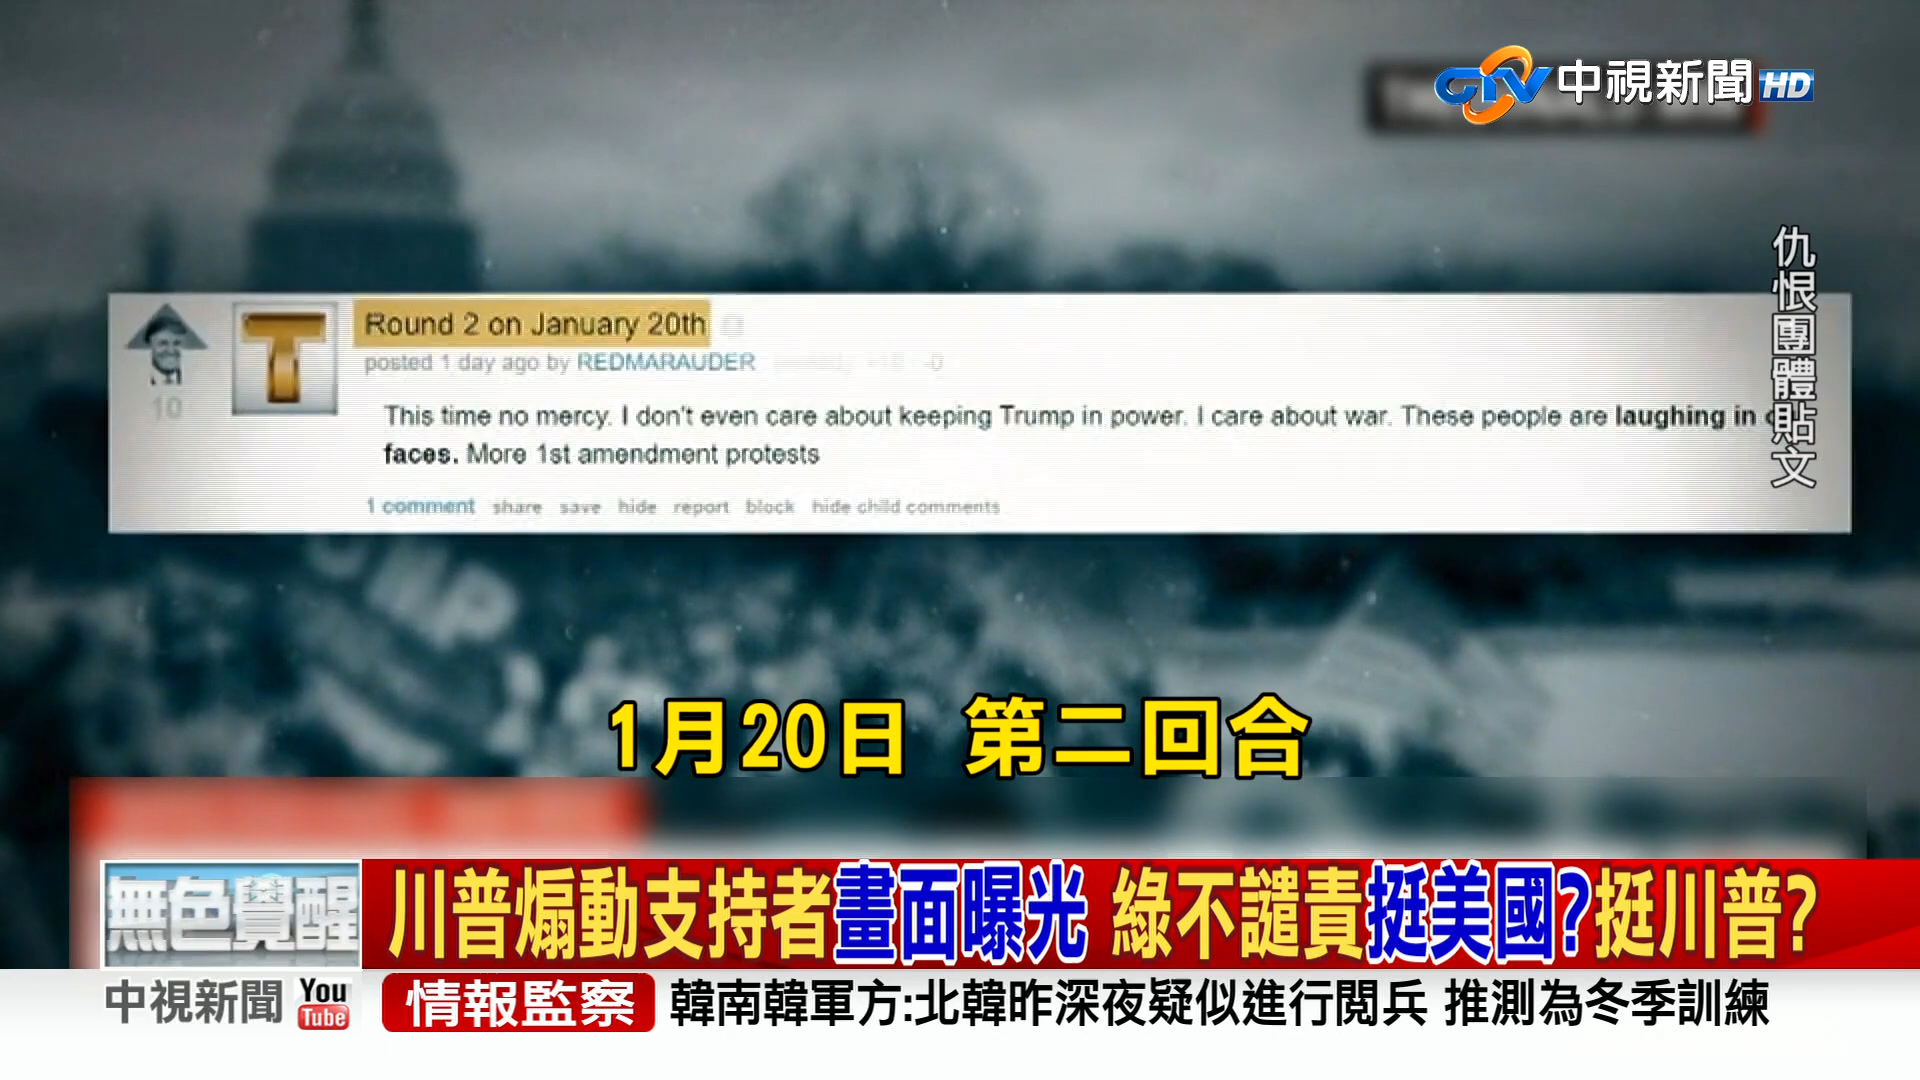 CTV中視新聞HD
仇恨團體貼文
Round 2 on January 20th
posted 1 day ago by REDMARAUDER
10
This time no mercy. I don't even care about keeping Trump in power. I care about war. These people are laughing in
faces. More 1st amendment protests
1 comment share save hide report block hide child comments
1月20日 第二回合
無色覺醒
川普煽動支持者畫面曝光 綠不譴責挺美國?挺川普?
中視新聞 YouTube
情報監察 韓南韓軍方:北韓昨深夜疑似進行閱兵 推測為冬季訓練